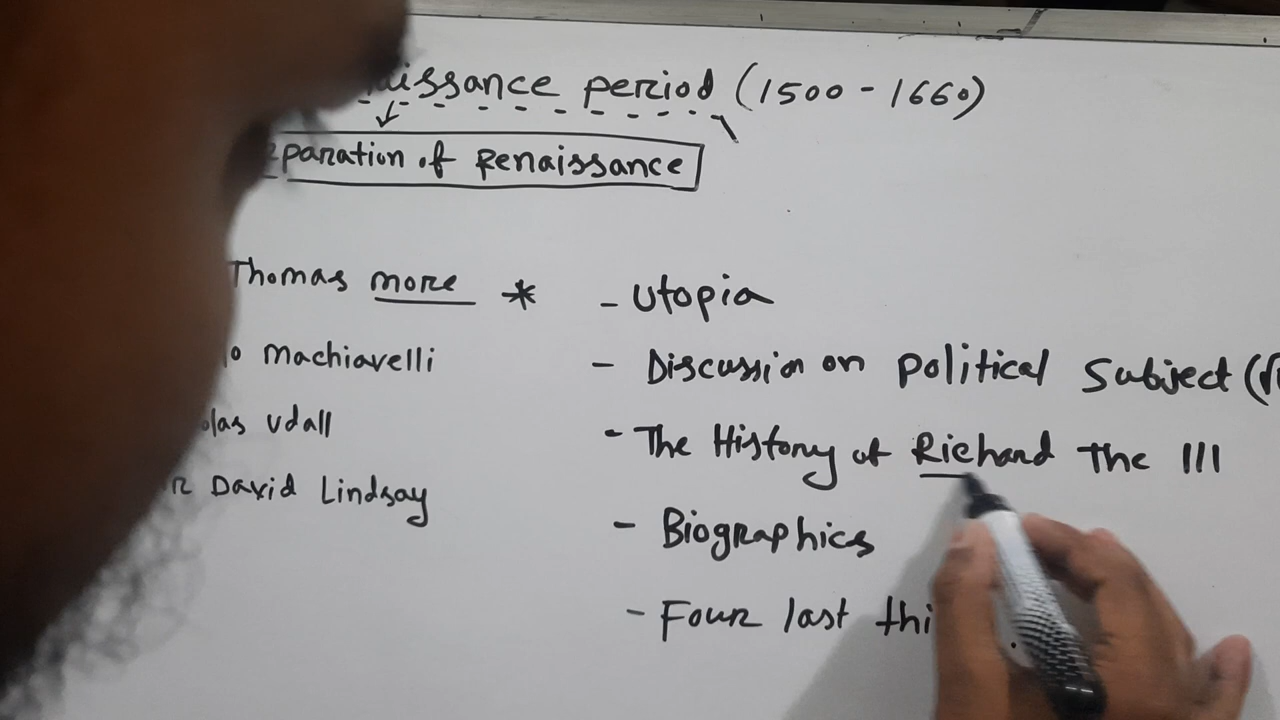 issance period (1500 - 1660)
paration of Renaissance
Thomas more * - Utopia
o Machiavelli - Discussion on political Subject (
olas Udall - The History of Richard The III
R David Lindsay - Biographics
- Four last thi